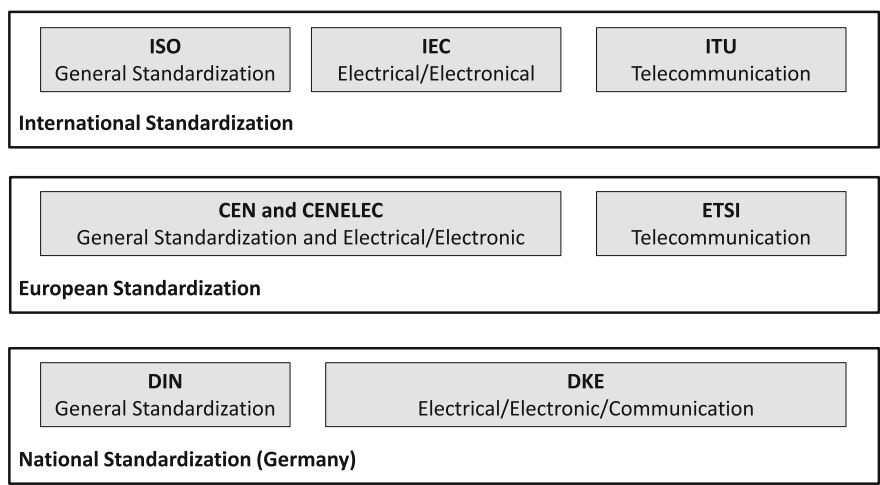 ISO
General Standardization
IEC
Electrical/Electronical
ITU
Telecommunication
International Standardization
CEN and CENELEC
General Standardization and Electrical/Electronic
ETSI
Telecommunication
European Standardization
DIN
General Standardization
DKE
Electrical/Electronic/Communication
National Standardization (Germany)